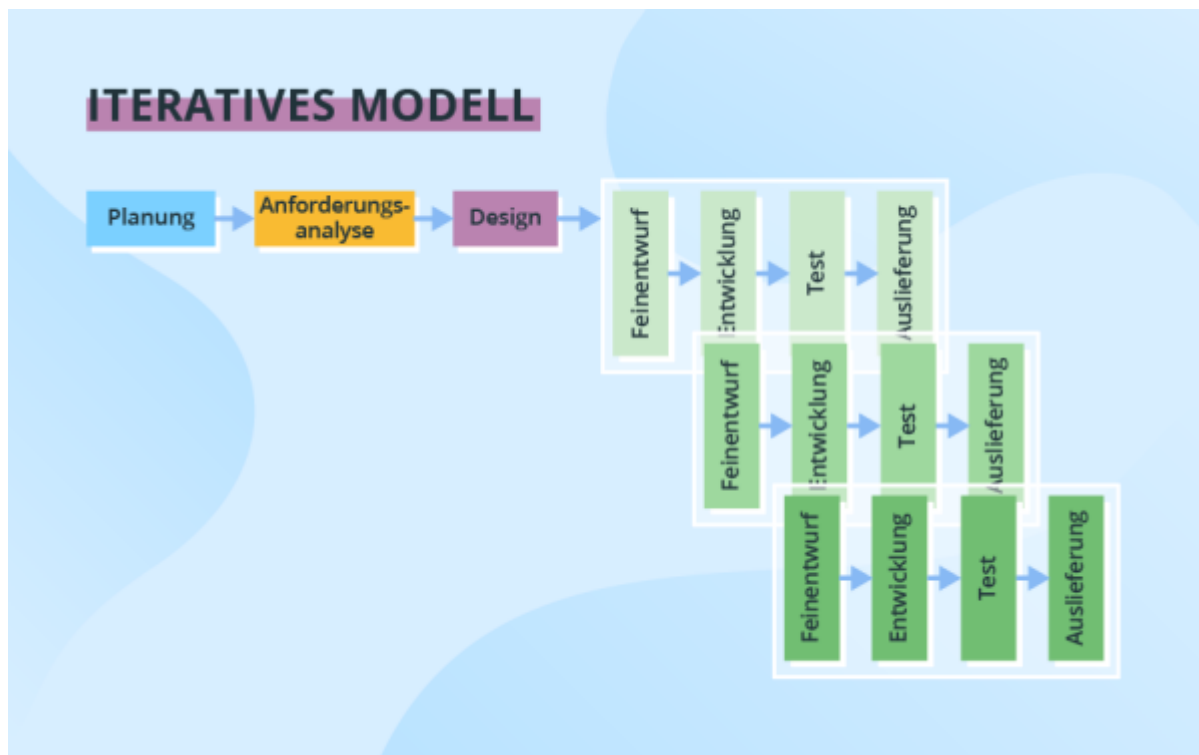 ITERATIVES MODELL
Planung
Anforderungs-
analyse
Design
Feinentwurf
Entwicklung
Test
Auslieferung
Feinentwurf
Entwicklung
Test
Auslieferung
Feinentwurf
Entwicklung
Test
Auslieferung